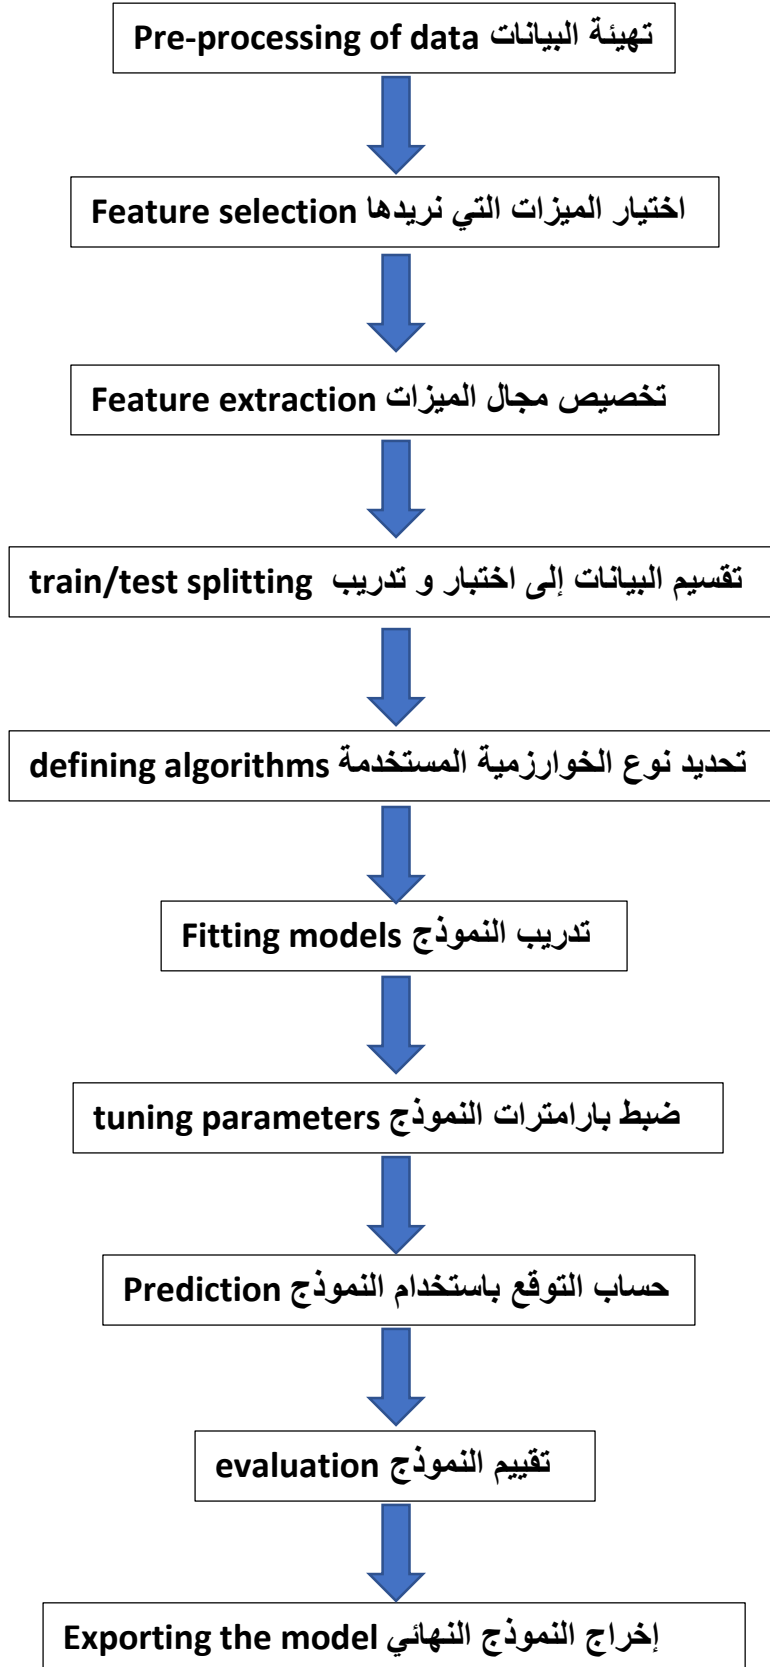 Pre-processing of data تهيئة البيانات
Feature selection اختيار الميزات التي نريدها
Feature extraction تخصيص مجال الميزات
train/test splitting تقسيم البيانات إلى اختبار و تدريب
defining algorithms تحديد نوع الخوارزمية المستخدمة
Fitting models تدريب النموذج
tuning parameters ضبط بارامترات النموذج
Prediction حساب التوقع باستخدام النموذج
evaluation تقييم النموذج
Exporting the model إخراج النموذج النهائي